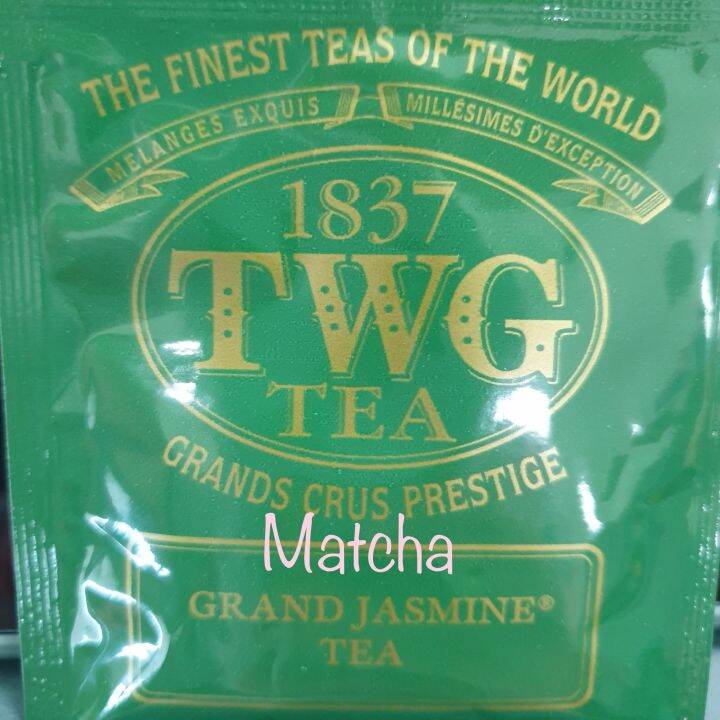 THE FINEST TEAS OF THE WORLD
MELANGES EXQUIS MILLÉSIMES D'EXCEPTION
1837
TWG
TEA
GRANDS CRUS PRESTIGE
Matcha
GRAND JASMINE®
TEA